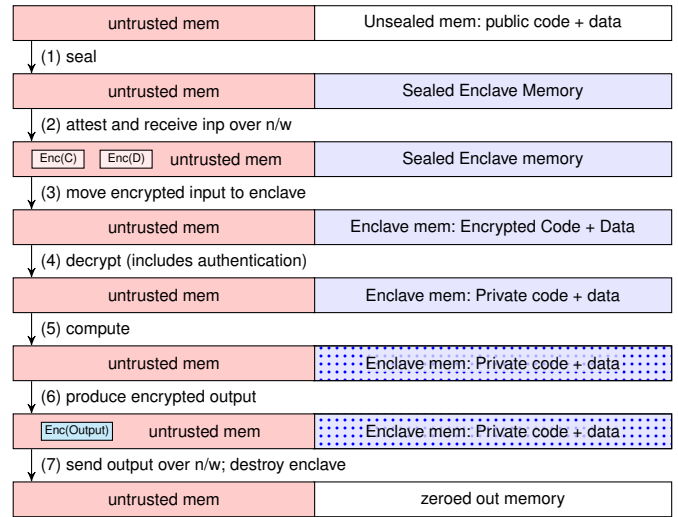 untrusted mem Unsealed mem: public code + data
(1) seal
untrusted mem Sealed Enclave Memory
(2) attest and receive inp over n/w
Enc(C) Enc(D) untrusted mem Sealed Enclave memory
(3) move encrypted input to enclave
untrusted mem Enclave mem: Encrypted Code + Data
(4) decrypt (includes authentication)
untrusted mem Enclave mem: Private code + data
(5) compute
untrusted mem Enclave mem: Private code + data
(6) produce encrypted output
Enc(Output) untrusted mem Enclave mem: Private code + data
(7) send output over n/w; destroy enclave
untrusted mem zeroed out memory